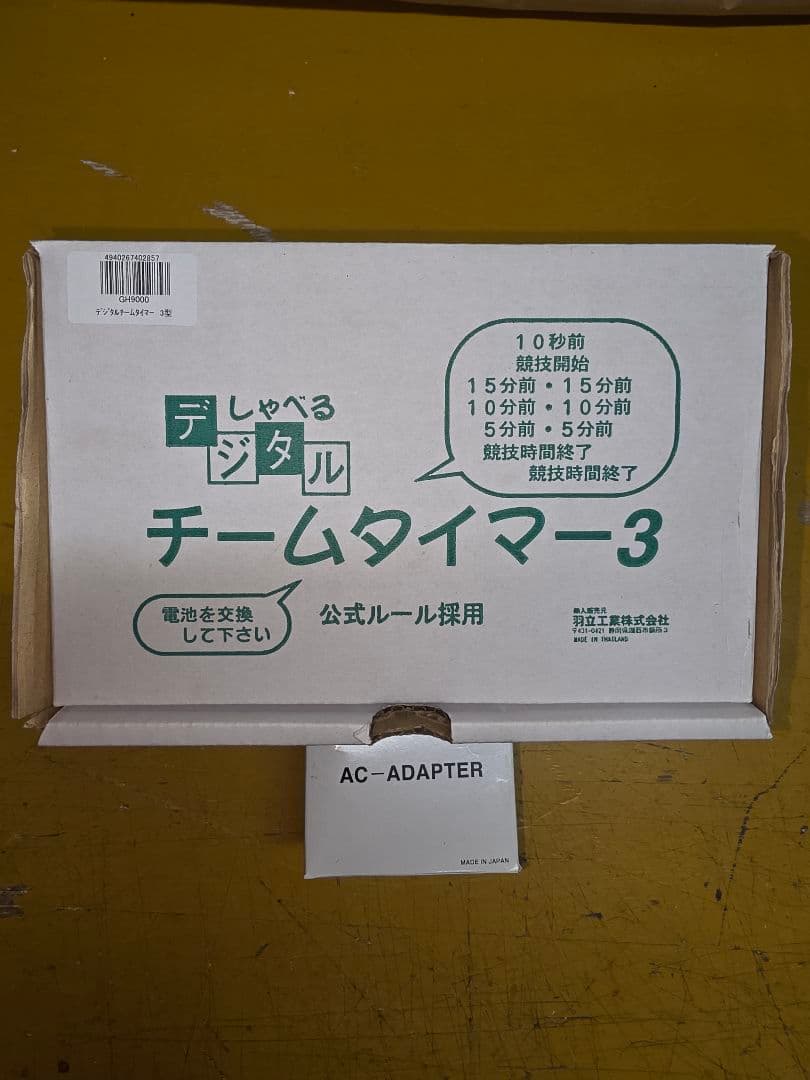 4940267402857
GH9000
デジタルチームタイマー 3型
10秒前
競技開始
15分前・15分前
10分前・10分前
5分前・5分前
競技時間終了
競技時間終了
しゃべる
デジタル
チームタイマー3
電池を交換
して下さい
公式ルール採用
羽立工業株式会社
MADE IN THAILAND
AC-ADAPTER
MADE IN JAPAN